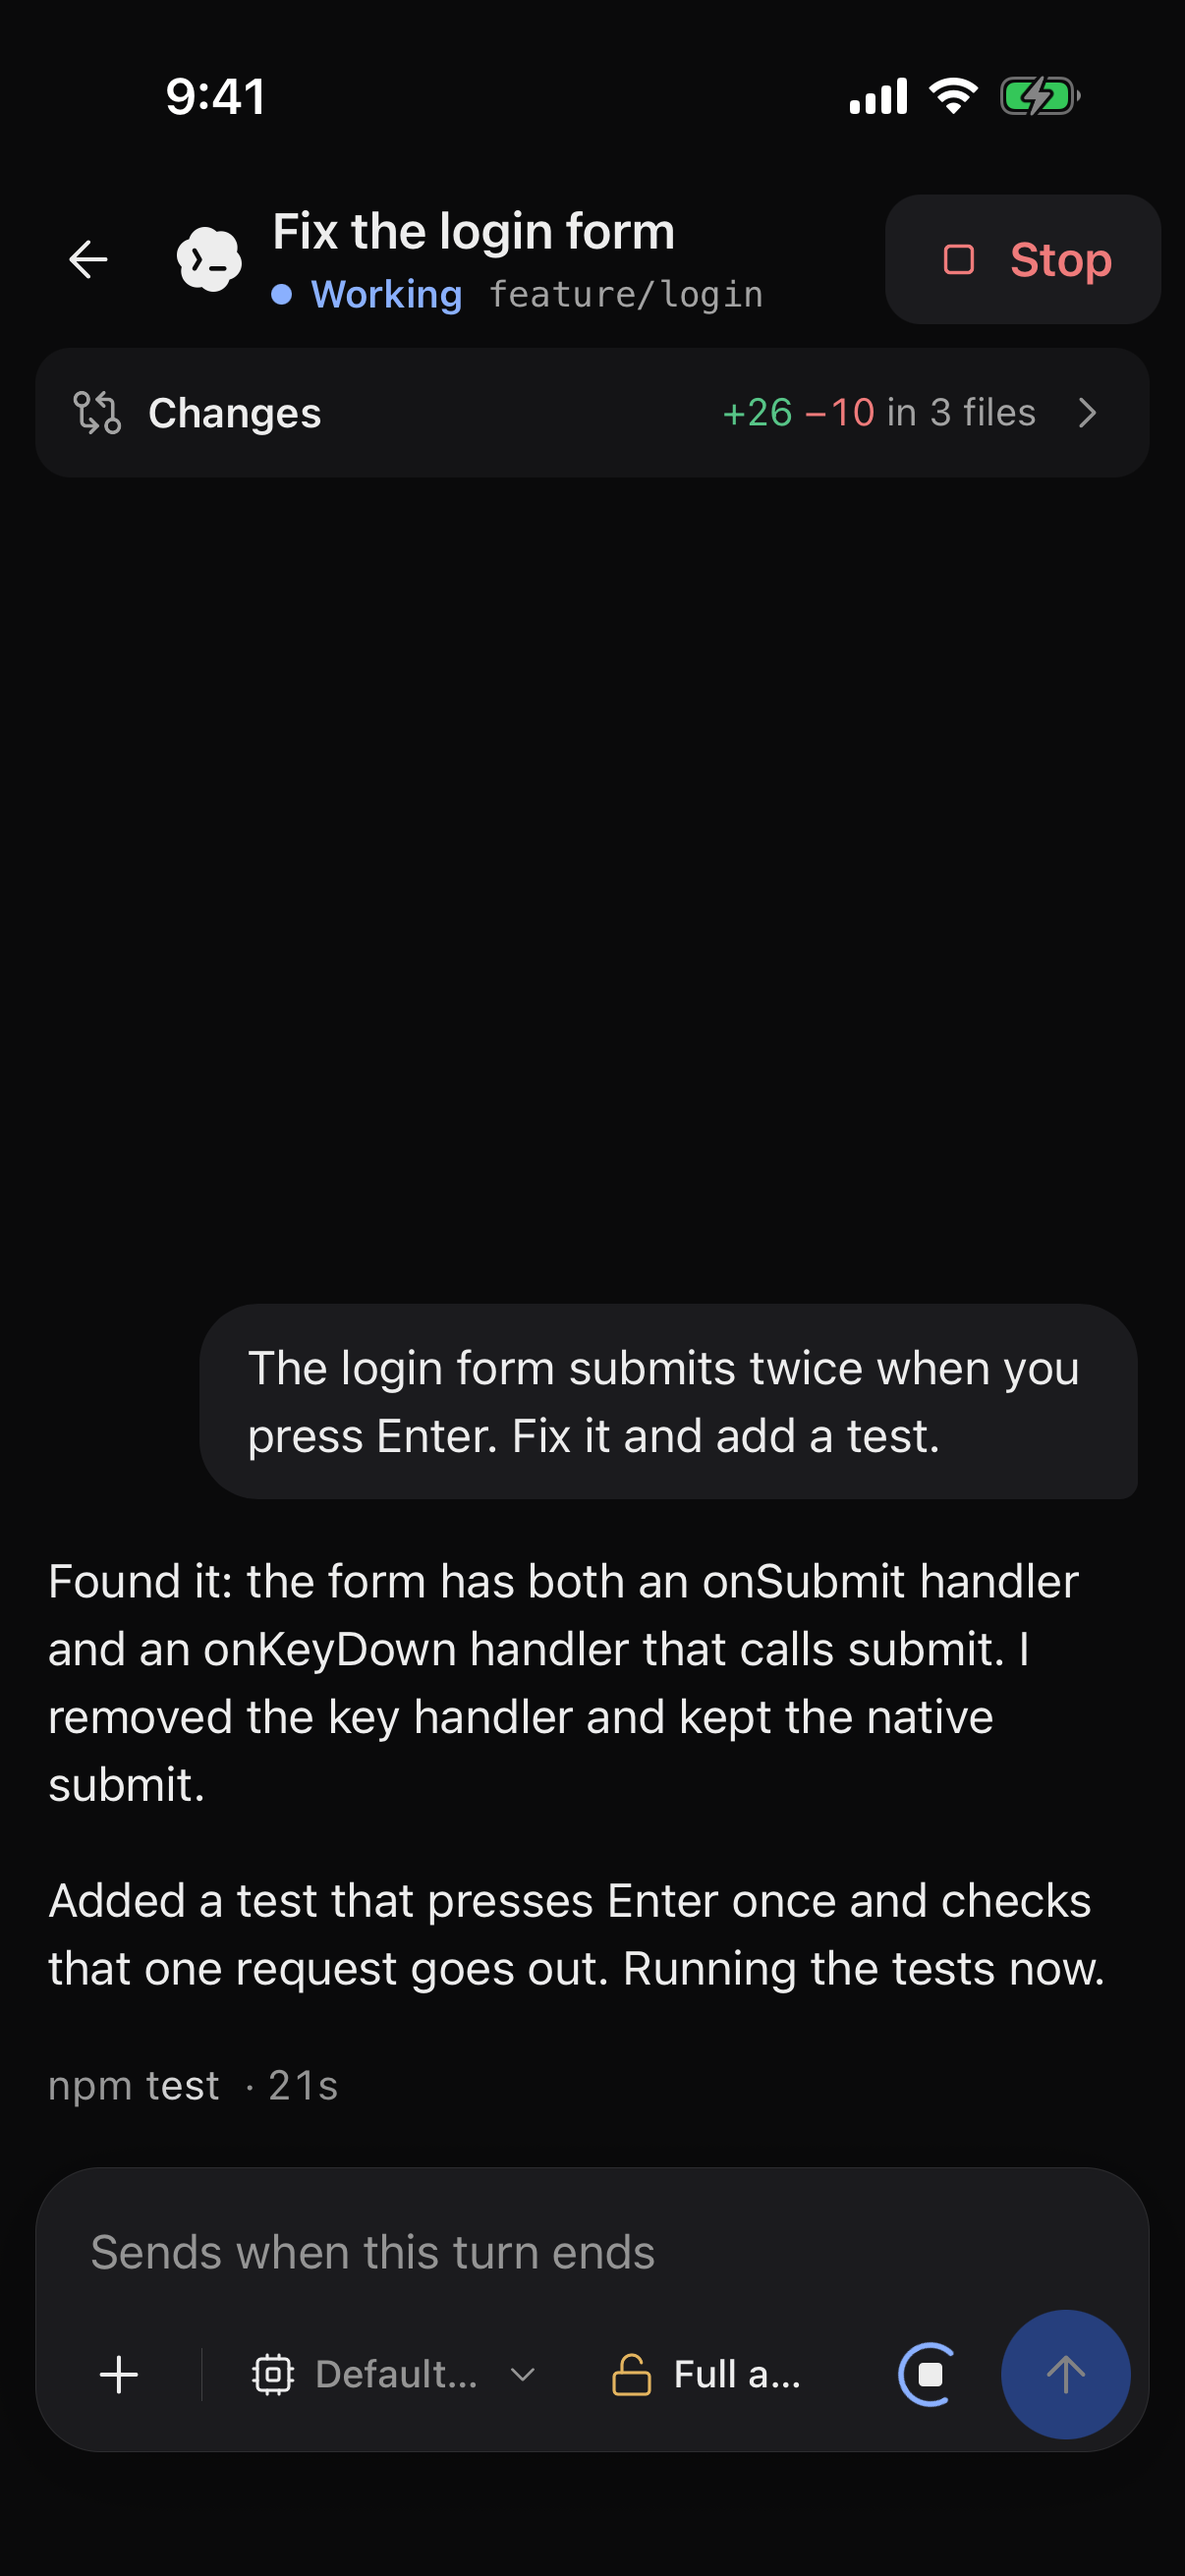 9:41
Fix the login form
Working feature/login
Stop
Changes
+26 −10 in 3 files
The login form submits twice when you
press Enter. Fix it and add a test.
Found it: the form has both an onSubmit handler
and an onKeyDown handler that calls submit. I
removed the key handler and kept the native
submit.
Added a test that presses Enter once and checks
that one request goes out. Running the tests now.
npm test · 21s
Sends when this turn ends
Default...
Full a...